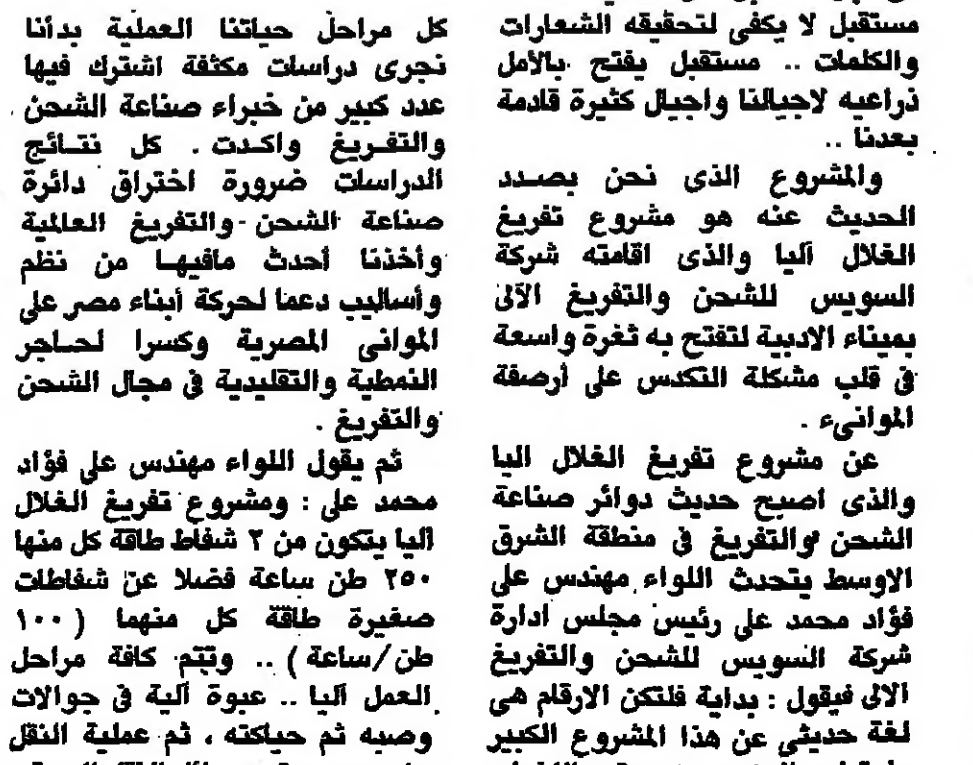 مستقبل لا يكفى لتحقيقه الشعارات
والكلمات .. مستقبل يفتح بالأمل
ذراعيه لاجيالنا واجيال كثيرة قادمة
بعدنا ..
والمشروع الذى نحن بصدد
الحديث عنه هو مشروع تفريغ
الغلال آليا والذى اقامته شركة
السويس للشحن والتفريغ الآلى
بميناء الادبية لتفتح به ثغرة واسعة
فى قلب مشكلة التكدس على أرصفة
الموانىء .
عن مشروع تفريغ الغلال اليا
والذى اصبح حديث دوائر صناعة
الشحن والتفريغ فى منطقة الشرق
الاوسط يتحدث اللواء مهندس على
فؤاد محمد على رئيس مجلس ادارة
شركة السويس للشحن والتفريغ
الالى فيقول : بداية فلتكن الارقام هى
لغة حديثى عن هذا المشروع الكبير
كل مراحل حياتنا العملية بدأنا
نجرى دراسات مكثفة اشترك فيها
عدد كبير من خبراء صناعة الشحن
والتفريغ واكدت . كل نتائج
الدراسات ضرورة اختراق دائرة
صناعة الشحن والتفريغ العالمية
وأخذنا أحدث مافيها من نظم
وأساليب دعما لحركة أبناء مصر على
الموانى المصرية وكسرا لحاجر
النمطية والتقليدية فى مجال الشحن
والتفريغ .
ثم يقول اللواء مهندس على فؤاد
محمد على : ومشروع تفريغ الغلال
آليا يتكون من ٢ شفاط طاقة كل منها
٢٥٠ طن ساعة فضلا عن شفاطات
صغيرة طاقة كل منهما ( ١٠٠
طن/ساعة ) .. وتتم كافة مراحل
العمل آليا .. عبوة آلية فى جوالات
وصبه ثم حياكته ، ثم عملية النقل